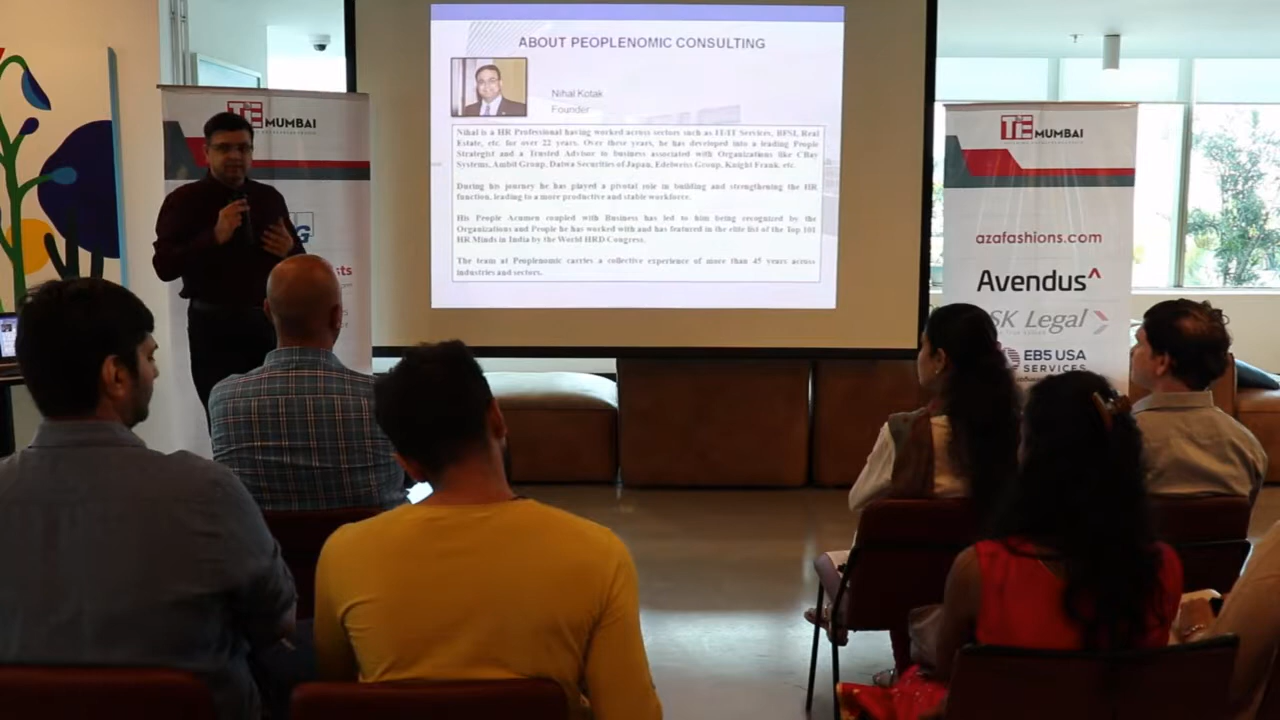 ABOUT PEOPLENOMIC CONSULTING
Nihal Kotak
Founder
Nihal is a HR Professional having worked across sectors such as IT/IT Services, BFSI, Real
Estate, etc. for over 22 years. Over these years, he has developed into a leading People
Strategist and a Trusted Advisor to business associated with Organizations like CBay
Systems, Ambit Group, Daiwa Securities of Japan, Edelweiss Group, Knight Frank. etc.
During his journey he has played a pivotal role in building and strengthening the HR
function, leading to a more productive and stable workforce.
His People Acumen coupled with Business has led to him being recognized by the
Organizations and People he has worked with and has featured in the elite list of the Top 101
HR Minds in India by the World HRD Congress.
The team at Peoplenomic carries a collective experience of more than 45 years across
industries and sectors.
TiE MUMBAI
TiE MUMBAI
azafashions.com
Avendus
SK Legal
EB5 USA
SERVICES